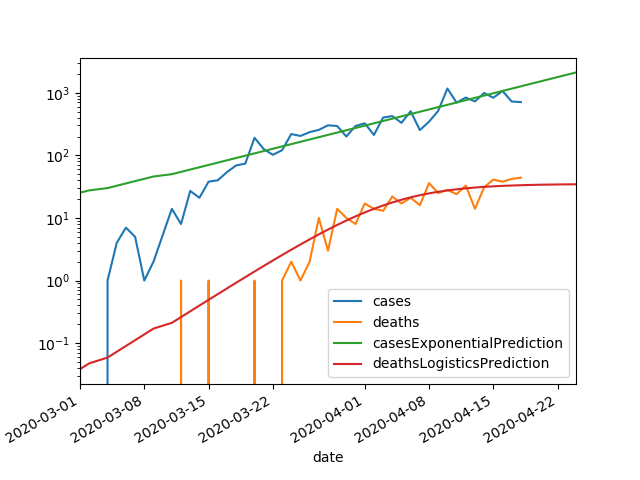 10³
10²
10¹
10⁰
10⁻¹
cases
deaths
casesExponentialPrediction
deathsLogisticsPrediction
2020-03-01
2020-03-08
2020-03-15
2020-03-22
2020-04-01
2020-04-08
2020-04-15
2020-04-22
date